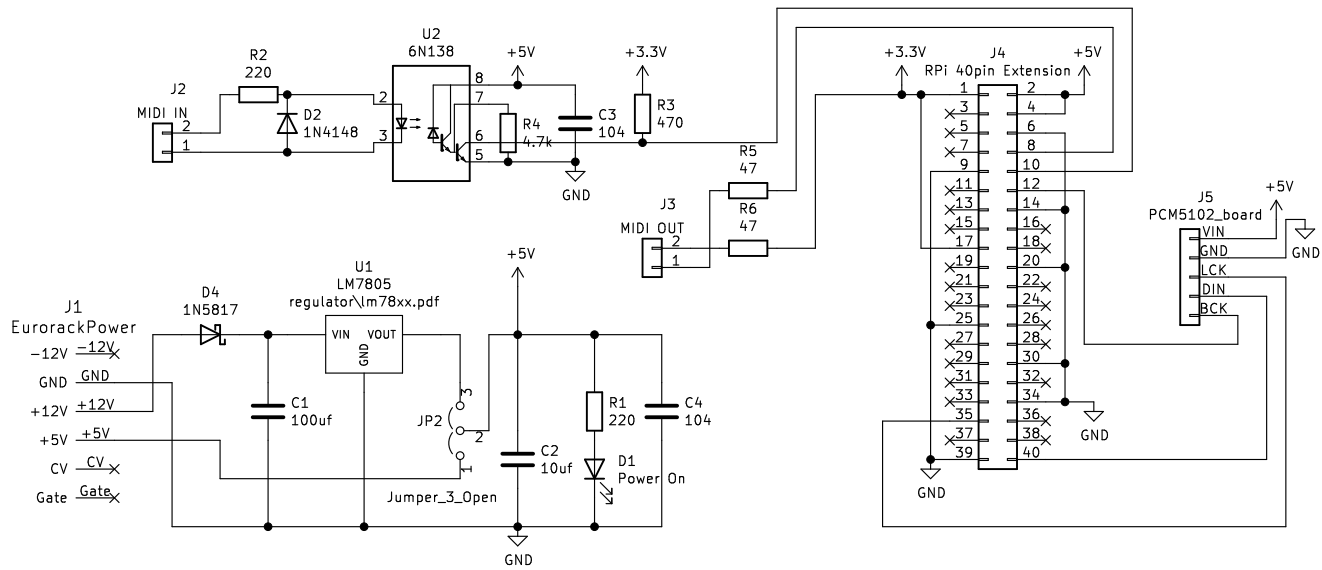 U2
6N138
R2
220
J2
MIDI IN
2
1
D2
1N4148
2
3
8
7
6
5
+5V
R4
4.7k
C3
104
GND
+3.3V
R3
470
R5
47
R6
47
J3
MIDI OUT
2
1
+3.3V
J4
RPi 40pin Extension
+5V
1 2
3 4
5 6
7 8
9 10
11 12
13 14
15 16
17 18
19 20
21 22
23 24
25 26
27 28
29 30
31 32
33 34
35 36
37 38
39 40
GND
GND
J5
PCM5102_board
+5V
VIN
GND
LCK
DIN
BCK
GND
J1
EurorackPower
-12V -12V
GND GND
+12V +12V
+5V +5V
CV CV
Gate Gate
D4
1N5817
U1
LM7805
regulator\lm78xx.pdf
VIN VOUT
GND
C1
100uf
JP2
3
2
1
Jumper_3_Open
+5V
C2
10uf
R1
220
D1
Power On
C4
104
GND